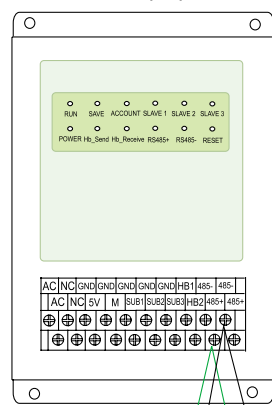 RUN SAVE ACCOUNT SLAVE 1 SLAVE 2 SLAVE 3
POWER Hb_Send Hb_Receive RS485+ RS485- RESET
AC NC GND GND GND GND GND HB1 485- 485-
AC NC 5V M SUB1 SUB2 SUB3 HB2 485+ 485+